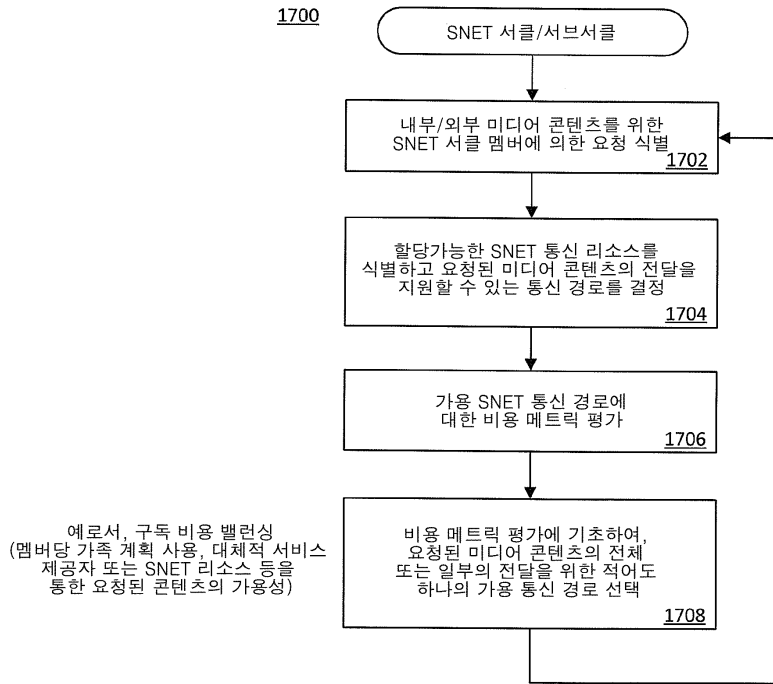 1700
SNET 서클/서브서클
내부/외부 미디어 콘텐츠를 위한
SNET 서클 멤버에 의한 요청 식별
1702
할당가능한 SNET 통신 리소스를
식별하고 요청된 미디어 콘텐츠의 전달을
지원할 수 있는 통신 경로를 결정
1704
가용 SNET 통신 경로에
대한 비용 메트릭 평가
1706
예로서, 구독 비용 밸런싱
(멤버당 가족 계획 사용, 대체적 서비스
제공자 또는 SNET 리소스 등을
통한 요청된 콘텐츠의 가용성)
비용 메트릭 평가에 기초하여,
요청된 미디어 콘텐츠의 전체
또는 일부의 전달을 위한 적어도
하나의 가용 통신 경로 선택
1708